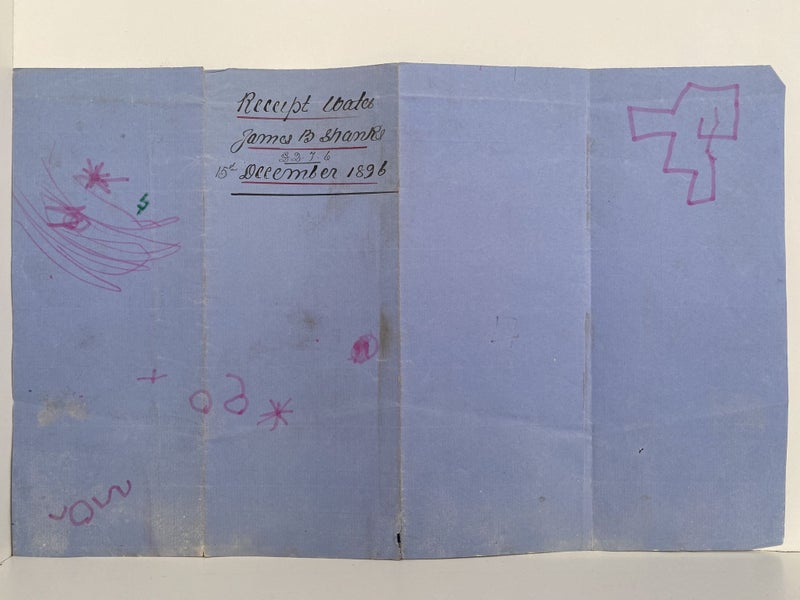 Receipt Wales
James B Shanks
15th December 1896